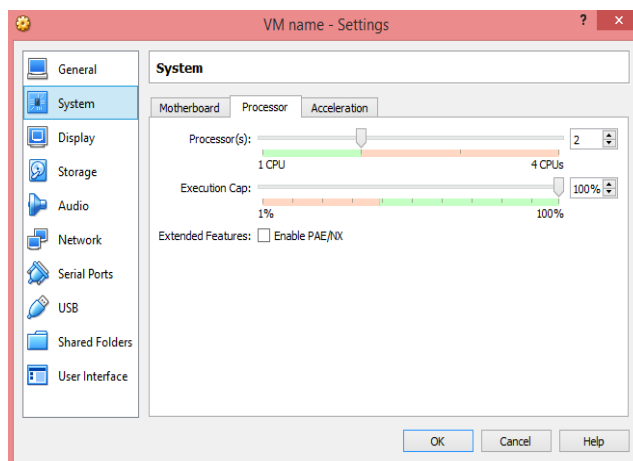 VM name - Settings
?
General
System
Display
Storage
Audio
Network
Serial Ports
USB
Shared Folders
User Interface
System
Motherboard Processor Acceleration
Processor(s): 2
1 CPU 4 CPUs
Execution Cap: 100%
1% 100%
Extended Features: Enable PAE/NX
OK Cancel Help